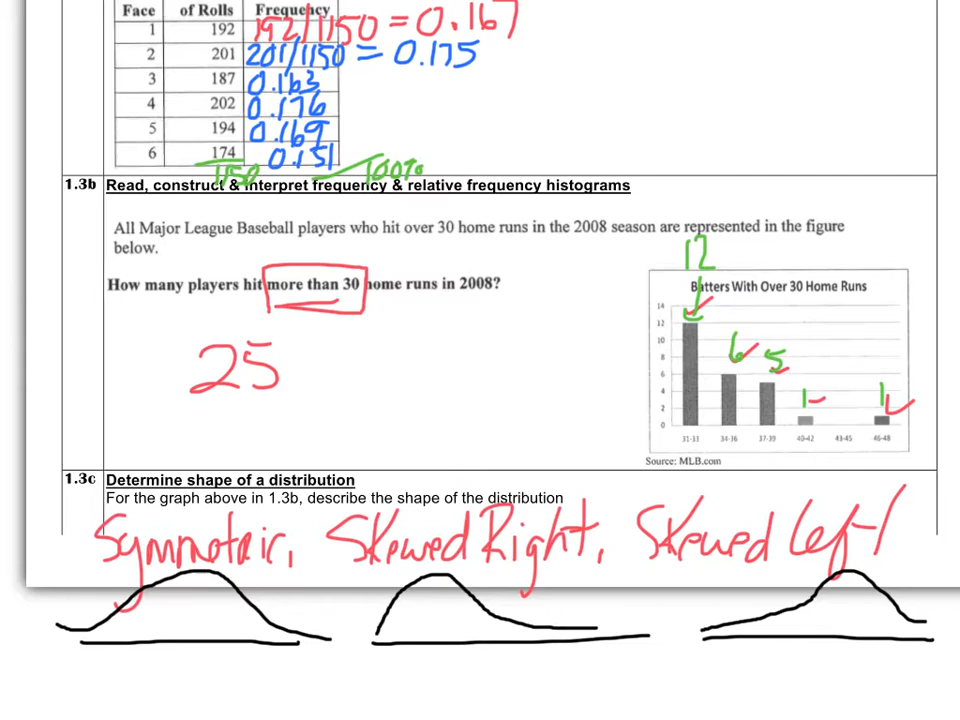 Face of Rolls Frequency
1 192 192/1150 = 0.167
2 201 201/1150 = 0.175
3 187 0.163
4 202 0.176
5 194 0.169
6 174 0.151
1150 100%
1.3b Read, construct & interpret frequency & relative frequency histograms
All Major League Baseball players who hit over 30 home runs in the 2008 season are represented in the figure
below.
12
How many players hit more than 30 home runs in 2008?
Batters With Over 30 Home Runs
14
12
10
8
6
4
2
0
6 5 1 1
31-33 34-36 37-39 40-42 43-45 46-48
Source: MLB.com
25
1.3c Determine shape of a distribution
For the graph above in 1.3b, describe the shape of the distribution
Symmetric, Skewed Right, Skewed Left